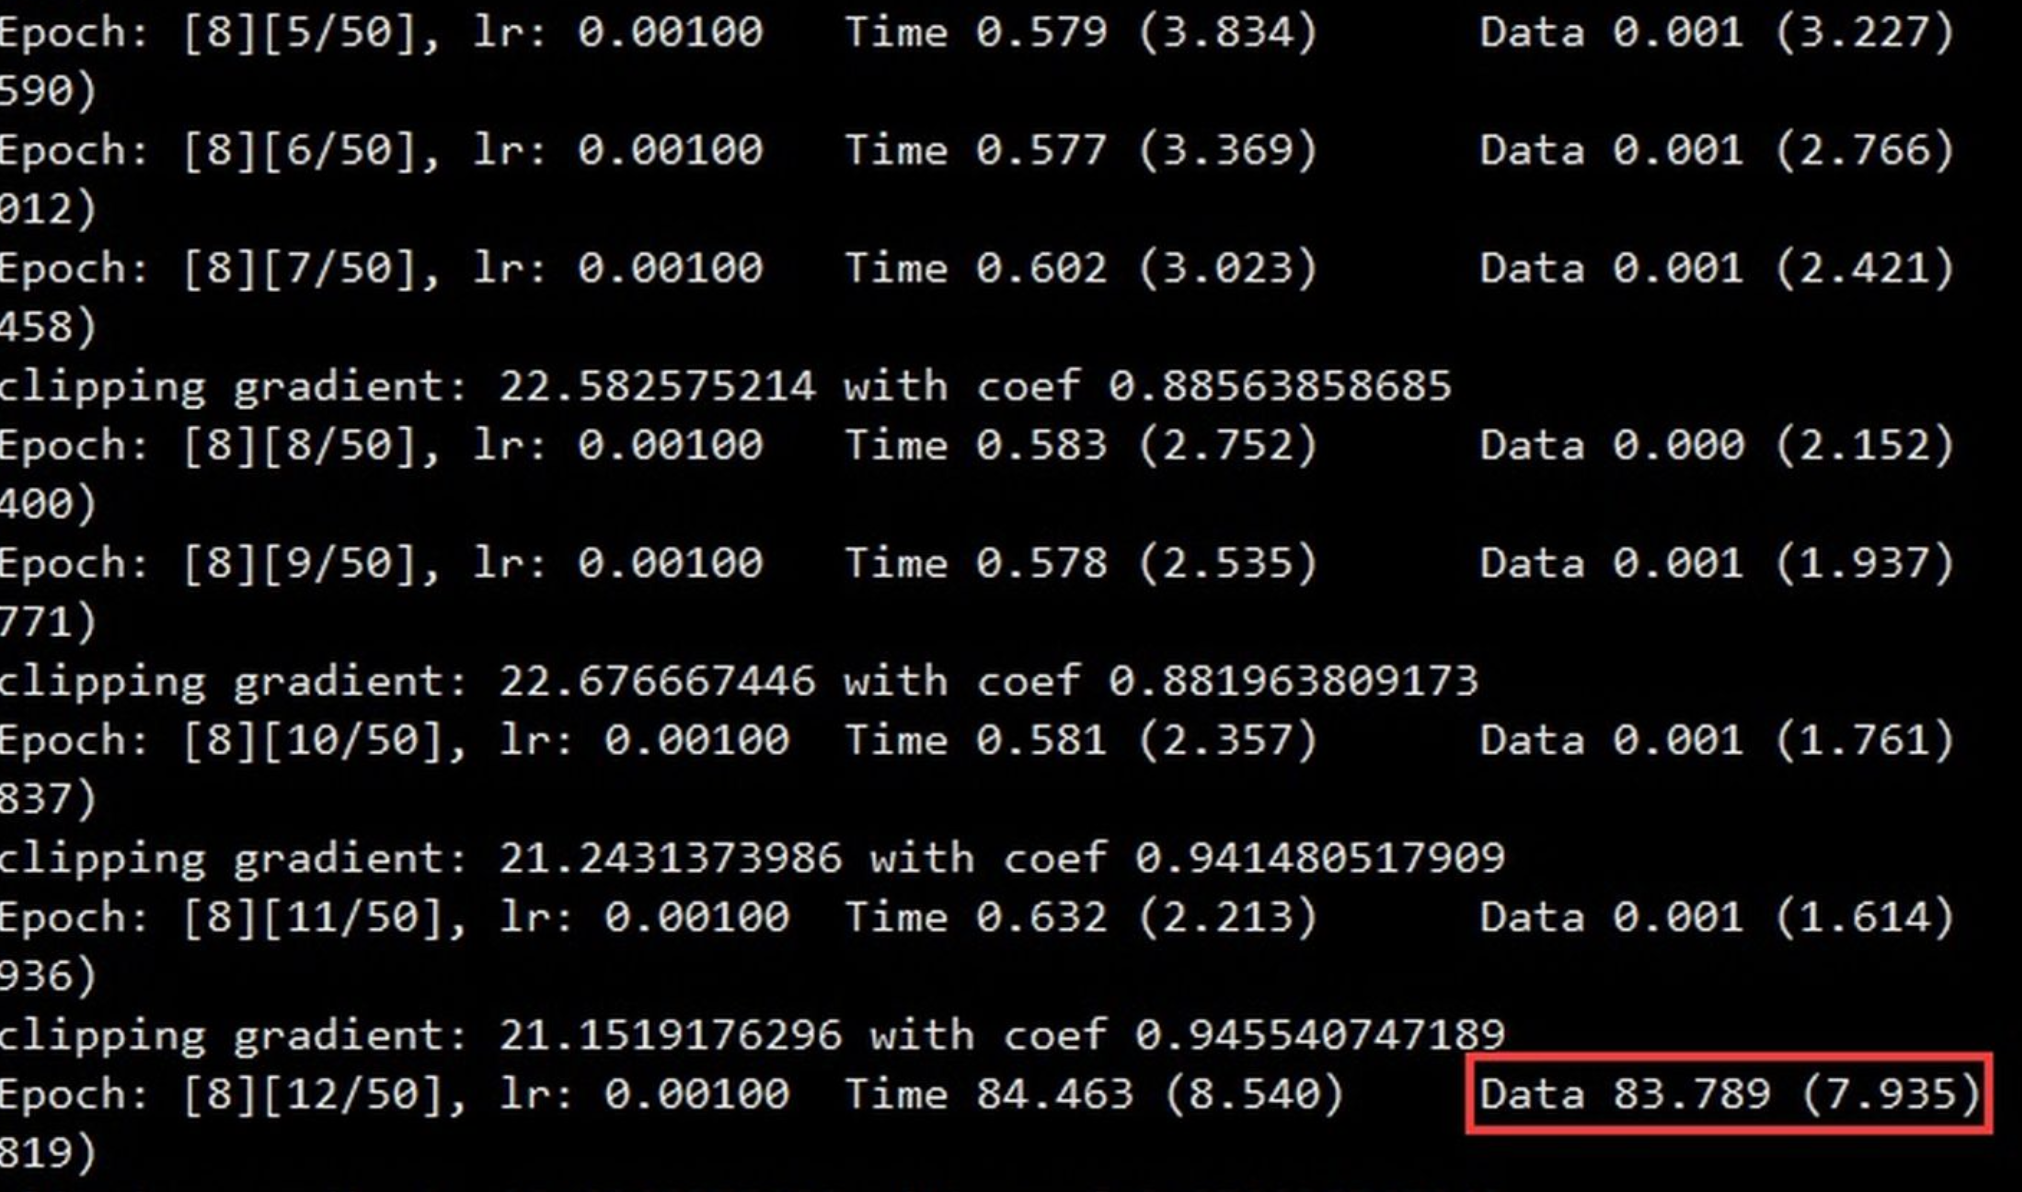 Epoch: [8][5/50], lr: 0.00100 Time 0.579 (3.834) Data 0.001 (3.227)
590)
Epoch: [8][6/50], lr: 0.00100 Time 0.577 (3.369) Data 0.001 (2.766)
012)
Epoch: [8][7/50], lr: 0.00100 Time 0.602 (3.023) Data 0.001 (2.421)
458)
clipping gradient: 22.582575214 with coef 0.88563858685
Epoch: [8][8/50], lr: 0.00100 Time 0.583 (2.752) Data 0.000 (2.152)
400)
Epoch: [8][9/50], lr: 0.00100 Time 0.578 (2.535) Data 0.001 (1.937)
771)
clipping gradient: 22.676667446 with coef 0.881963809173
Epoch: [8][10/50], lr: 0.00100 Time 0.581 (2.357) Data 0.001 (1.761)
837)
clipping gradient: 21.2431373986 with coef 0.941480517909
Epoch: [8][11/50], lr: 0.00100 Time 0.632 (2.213) Data 0.001 (1.614)
936)
clipping gradient: 21.1519176296 with coef 0.945540747189
Epoch: [8][12/50], lr: 0.00100 Time 84.463 (8.540) Data 83.789 (7.935)
819)